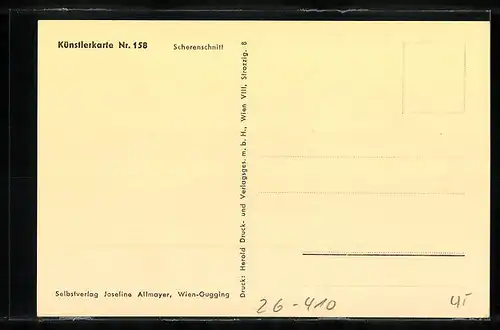 Künstlerkarte Nr. 158 Scherenschnitt
Druck: Herold Druck- und Verlagsges. m. b. H., Wien VIII, Strozzig. 8
Selbstverlag Josefine Allmayer, Wien-Gugging
26-410